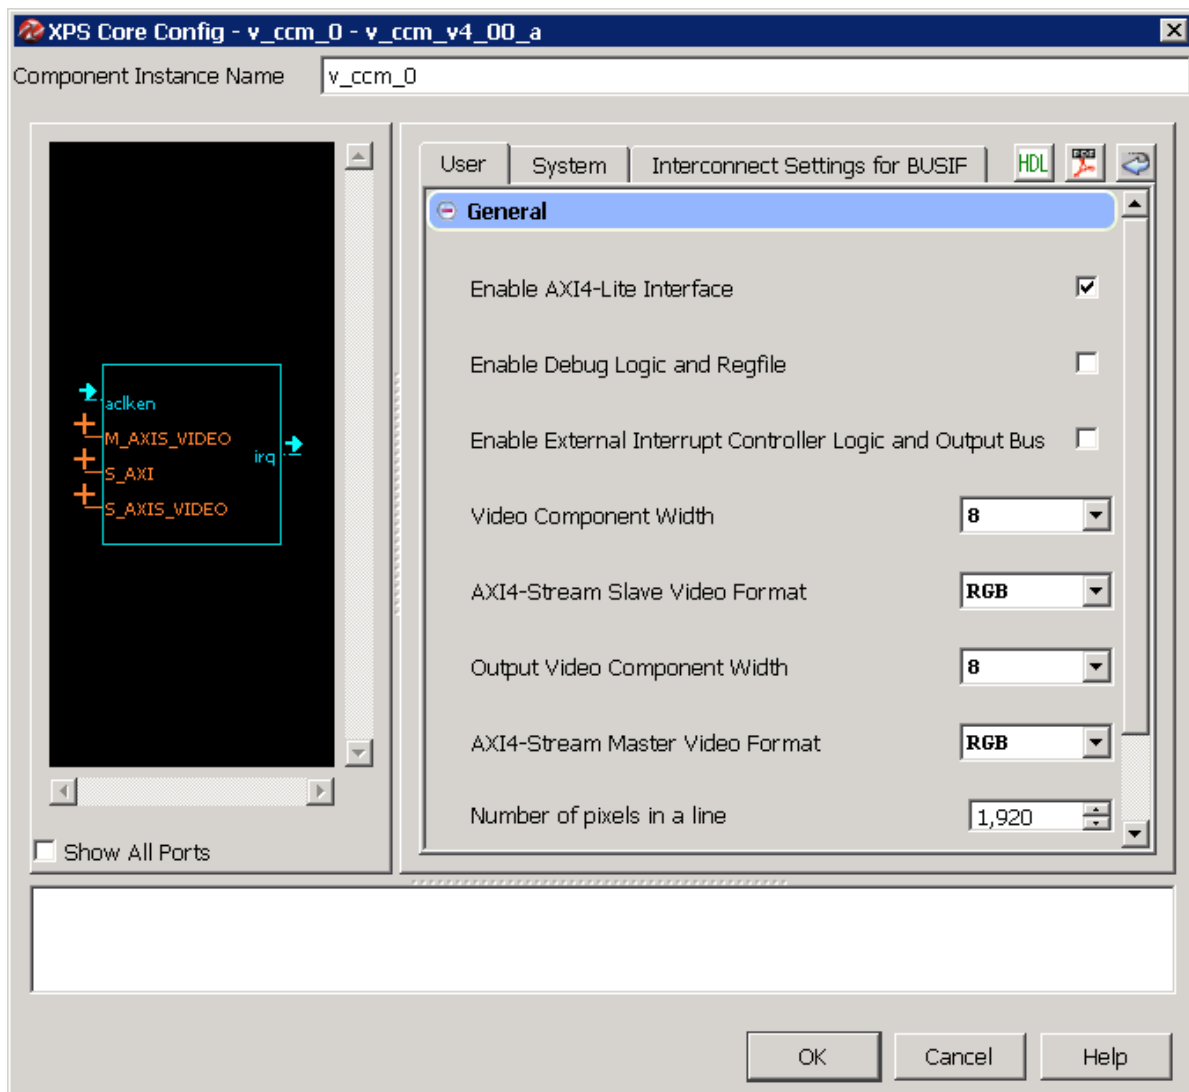 XPS Core Config - v_ccm_0 - v_ccm_v4_00_a
Component Instance Name v_ccm_0
aclken
M_AXIS_VIDEO
irq
S_AXI
S_AXIS_VIDEO
Show All Ports
User System Interconnect Settings for BUSIF HDL PDF
General
Enable AXI4-Lite Interface
Enable Debug Logic and Regfile
Enable External Interrupt Controller Logic and Output Bus
Video Component Width 8
AXI4-Stream Slave Video Format RGB
Output Video Component Width 8
AXI4-Stream Master Video Format RGB
Number of pixels in a line 1,920
OK Cancel Help